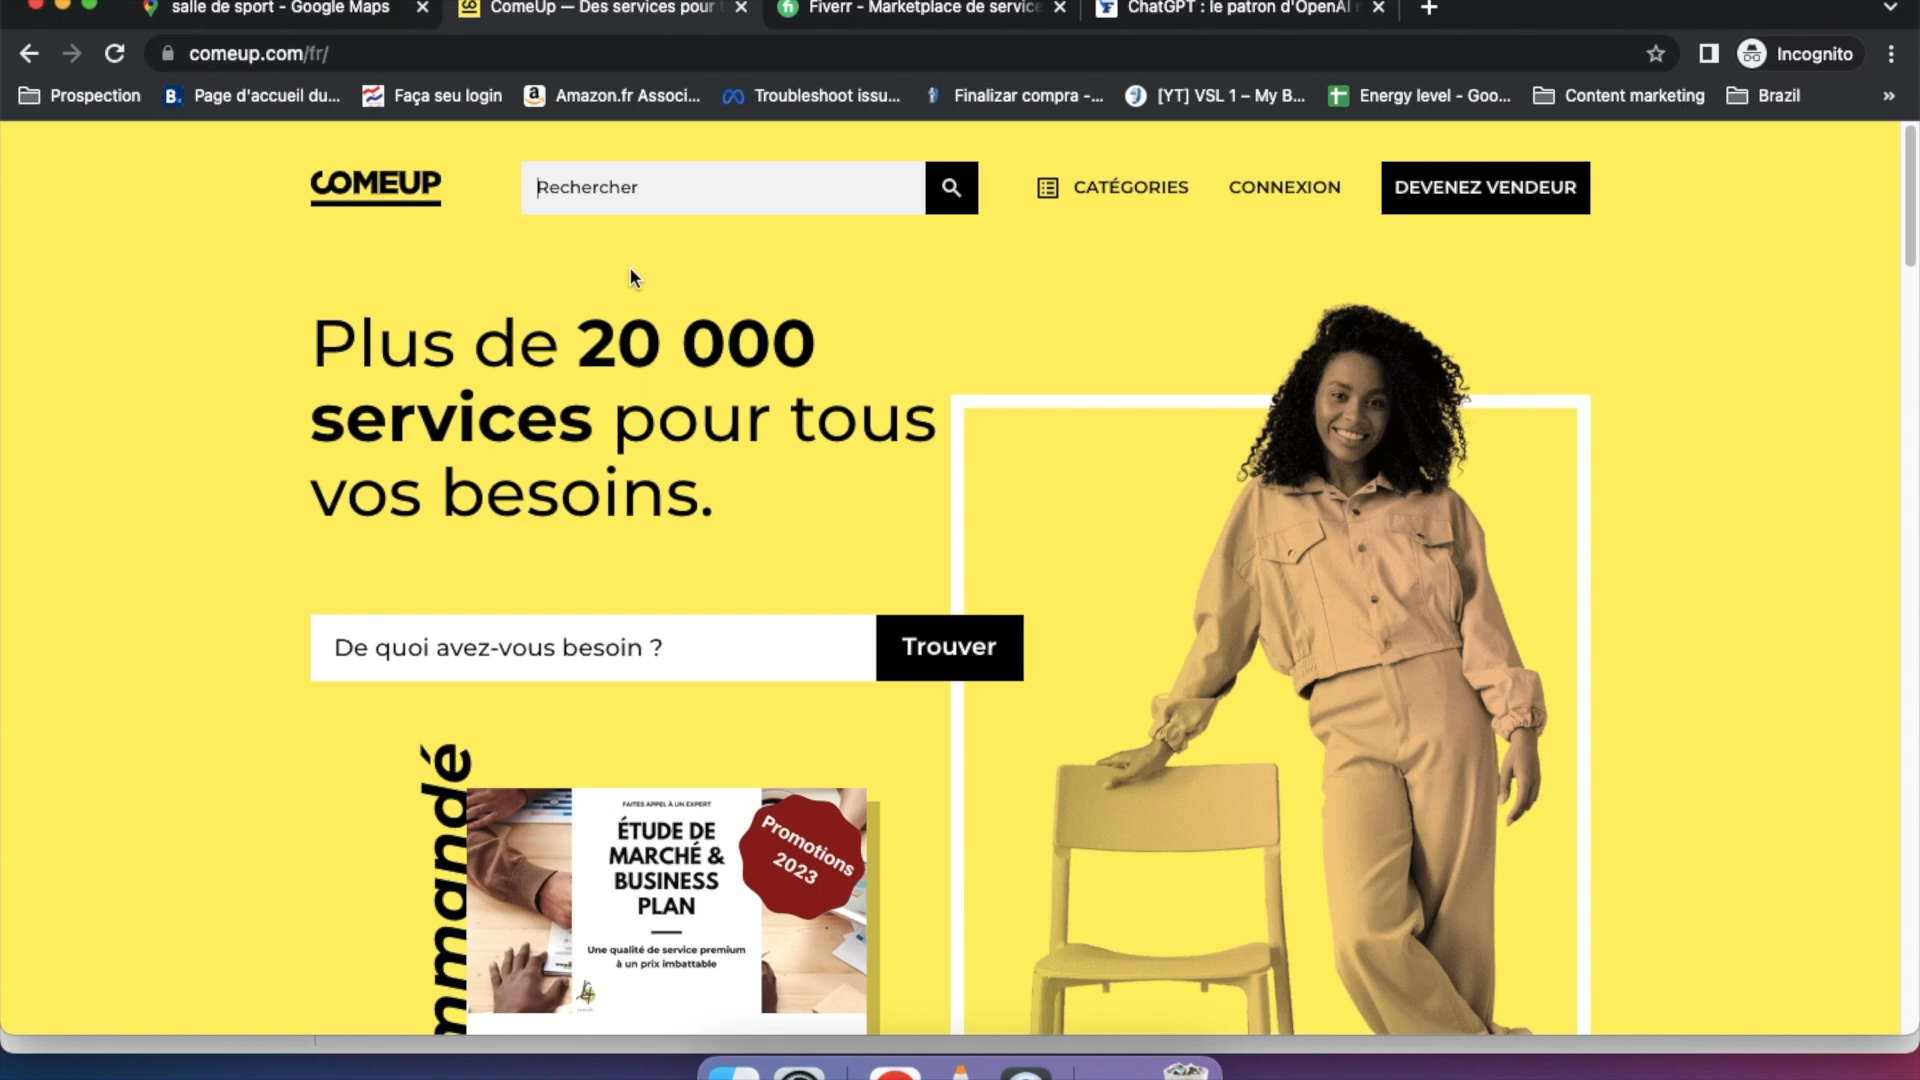 salle de sport - Google Maps
ComeUp — Des services pour
Fiverr - Marketplace de service
ChatGPT : le patron d'OpenAI
comeup.com/fr/
Incognito
Prospection
Page d'accueil du...
Faça seu login
Amazon.fr Associ...
Troubleshoot issu...
Finalizar compra -...
[YT] VSL 1 – My B...
Energy level - Goo...
Content marketing
Brazil
COMEUP
Rechercher
CATÉGORIES
CONNEXION
DEVENEZ VENDEUR
Plus de 20 000
services pour tous
vos besoins.
De quoi avez-vous besoin ?
Trouver
mmandé
FAITES APPEL À UN EXPERT
ÉTUDE DE
MARCHÉ &
BUSINESS
PLAN
Une qualité de service premium
à un prix imbattable
Promotions
2023